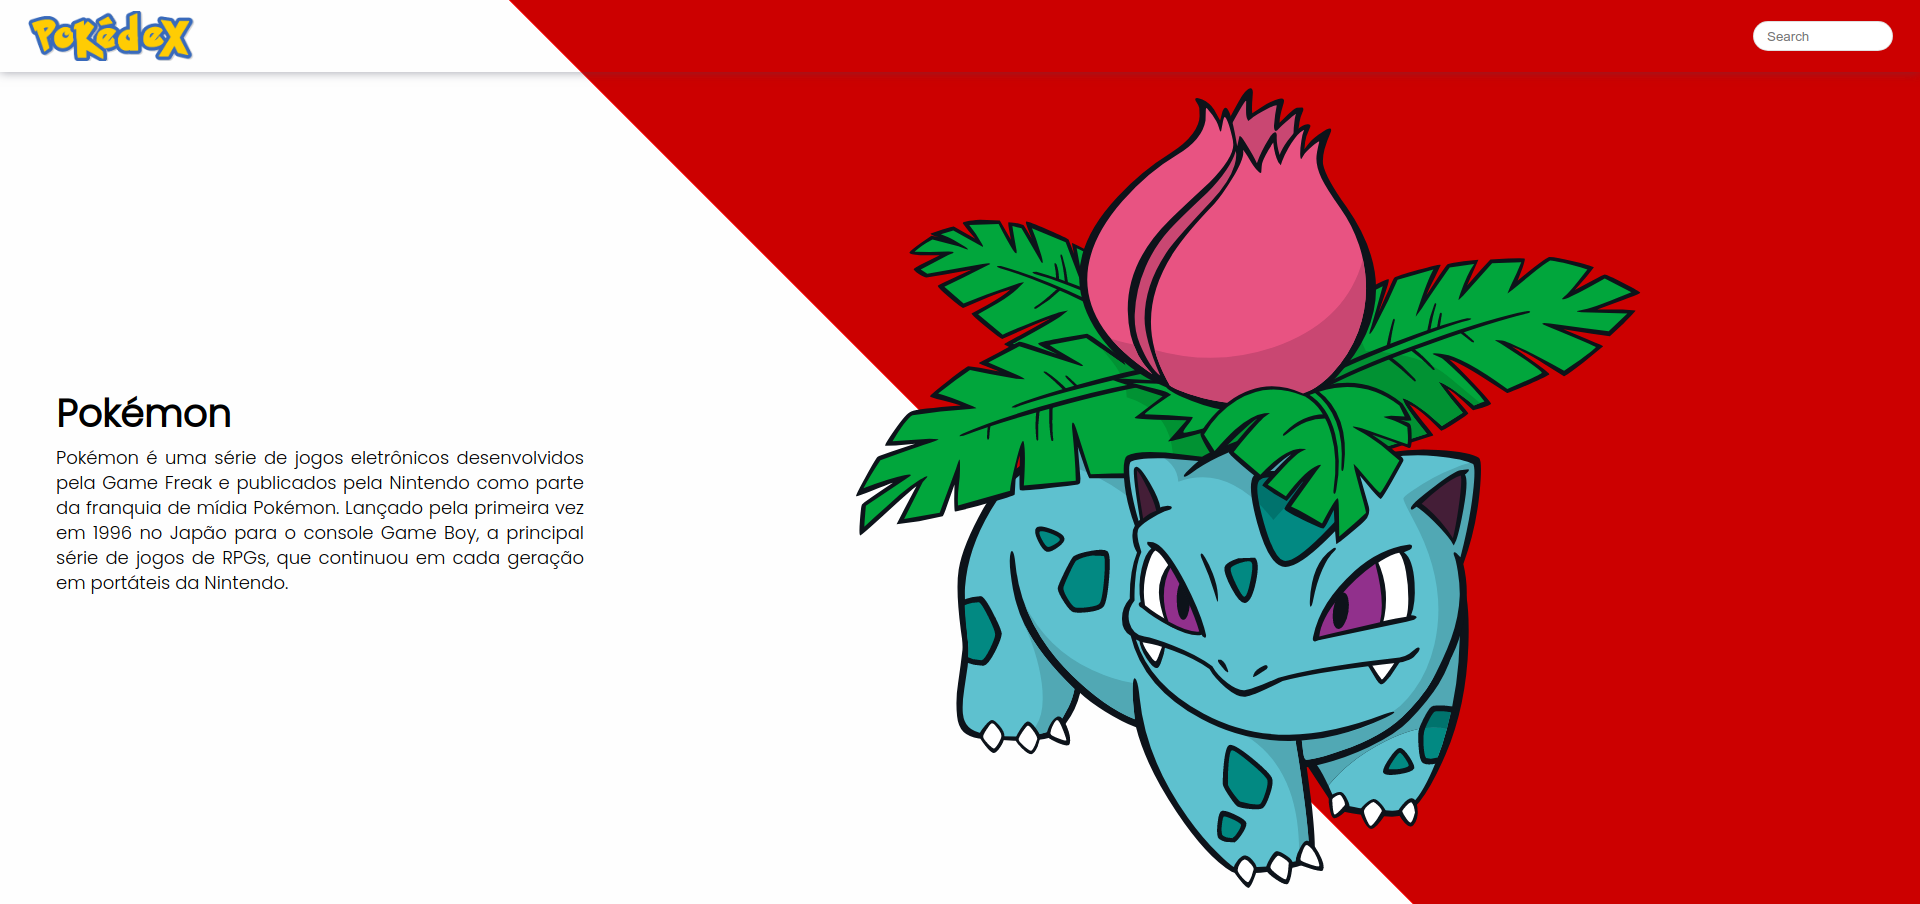 Pokédex
Search
Pokémon
Pokémon é uma série de jogos eletrônicos desenvolvidos
pela Game Freak e publicados pela Nintendo como parte
da franquia de mídia Pokémon. Lançado pela primeira vez
em 1996 no Japão para o console Game Boy, a principal
série de jogos de RPGs, que continuou em cada geração
em portáteis da Nintendo.